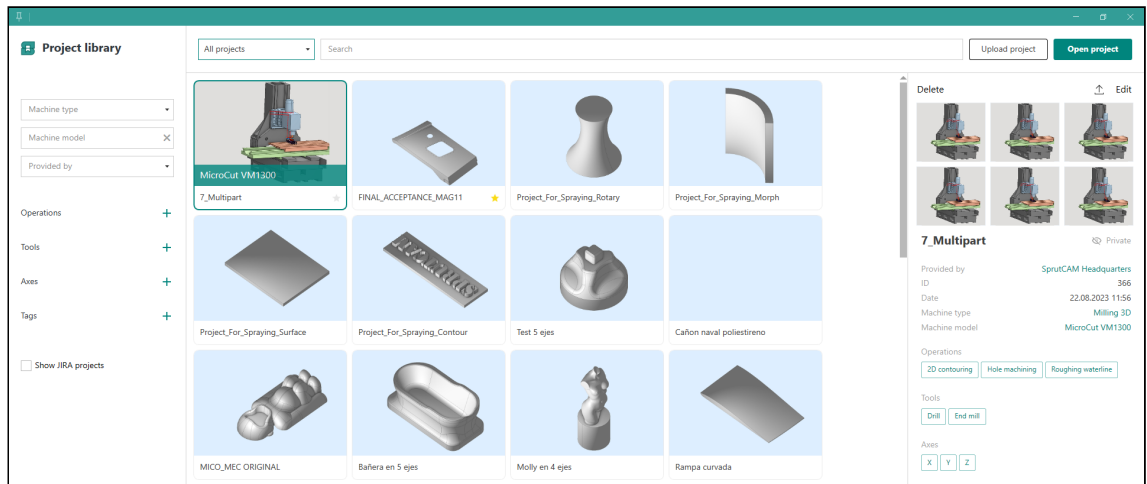 Project library
All projects
Search
Upload project
Open project
Machine type
Machine model
Provided by
Operations
Tools
Axes
Tags
Show JIRA projects
MicroCut VM1300
7_Multipart
FINAL_ACCEPTANCE_MAG11
Project_For_Spraying_Rotary
Project_For_Spraying_Morph
Project_For_Spraying_Surface
Project_For_Spraying_Contour
Test 5 ejes
Cañon naval poliestireno
MICO_MEC ORIGINAL
Bañera en 5 ejes
Molly en 4 ejes
Rampa curvada
Delete
Edit
7_Multipart
Private
Provided by SprutCAM Headquarters
ID 366
Date 22.08.2023 11:56
Machine type Milling 3D
Machine model MicroCut VM1300
Operations
2D contouring Hole machining Roughing waterline
Tools
Drill End mill
Axes
X Y Z